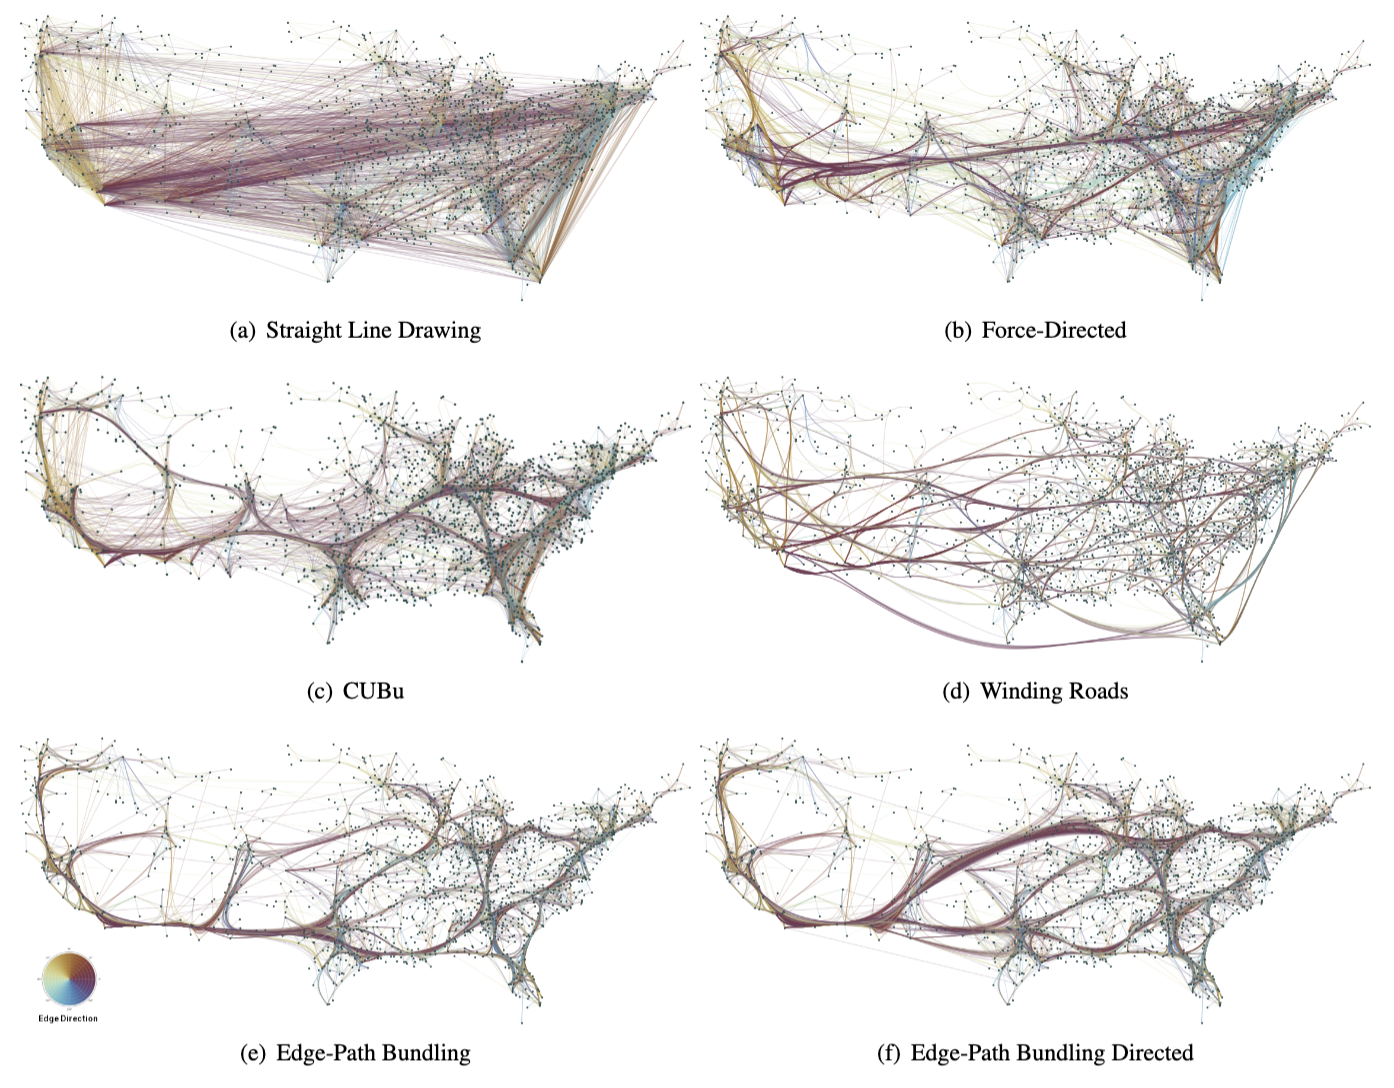 (a) Straight Line Drawing
(b) Force-Directed
(c) CUBu
(d) Winding Roads
Edge Direction
(e) Edge-Path Bundling
(f) Edge-Path Bundling Directed